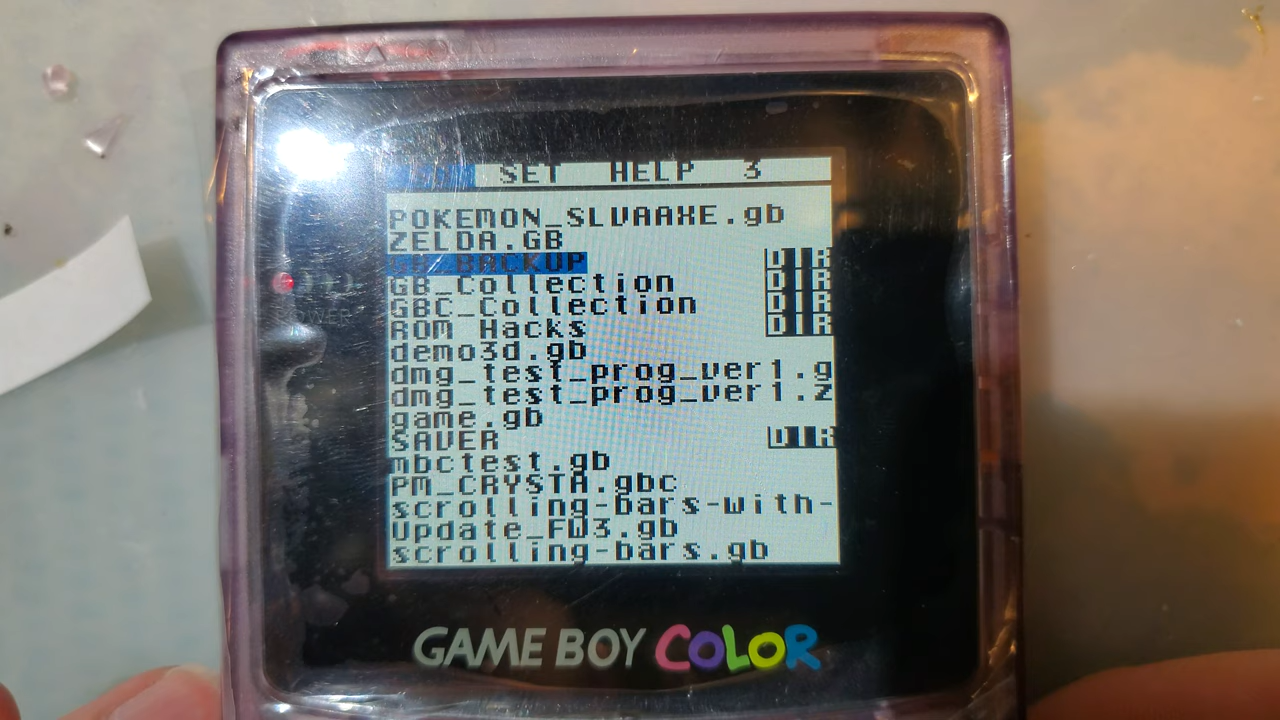 SET HELP 3
POKEMON_SLVAAXE.gb
ZELDA.GB
GB_BACKUP DIR
GB_Collection DIR
GBC_Collection DIR
ROM Hacks DIR
demo3d.gb
dmg_test_prog_ver1.g
dmg_test_prog_ver1.z
game.gb
SAVER DIR
mbctest.gb
PM_CRYSTA.gbc
scrolling-bars-with-
Update_FW3.gb
scrolling-bars.gb
POWER
GAME BOY COLOR